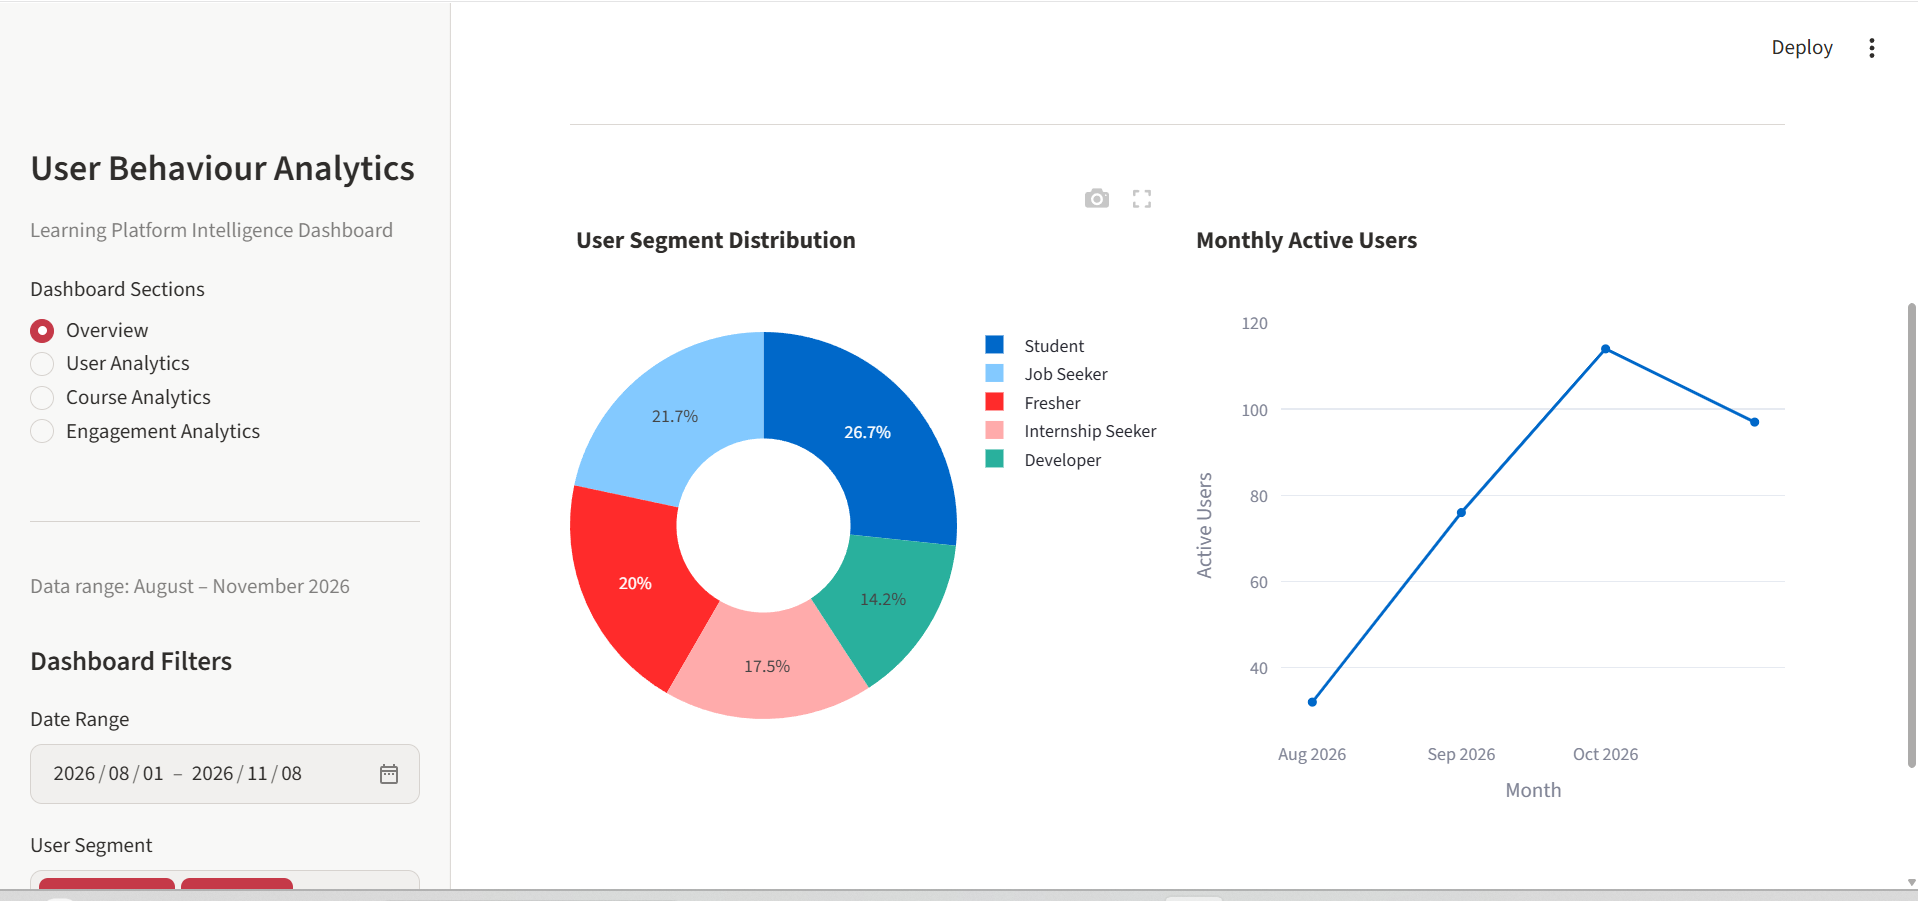 Deploy
User Behaviour Analytics
Learning Platform Intelligence Dashboard
Dashboard Sections
Overview
User Analytics
Course Analytics
Engagement Analytics
Data range: August – November 2026
Dashboard Filters
Date Range
2026/08/01 – 2026/11/08
User Segment
User Segment Distribution
21.7%
26.7%
20%
14.2%
17.5%
Student
Job Seeker
Fresher
Internship Seeker
Developer
Monthly Active Users
120
100
80
60
40
Active Users
Aug 2026
Sep 2026
Oct 2026
Month